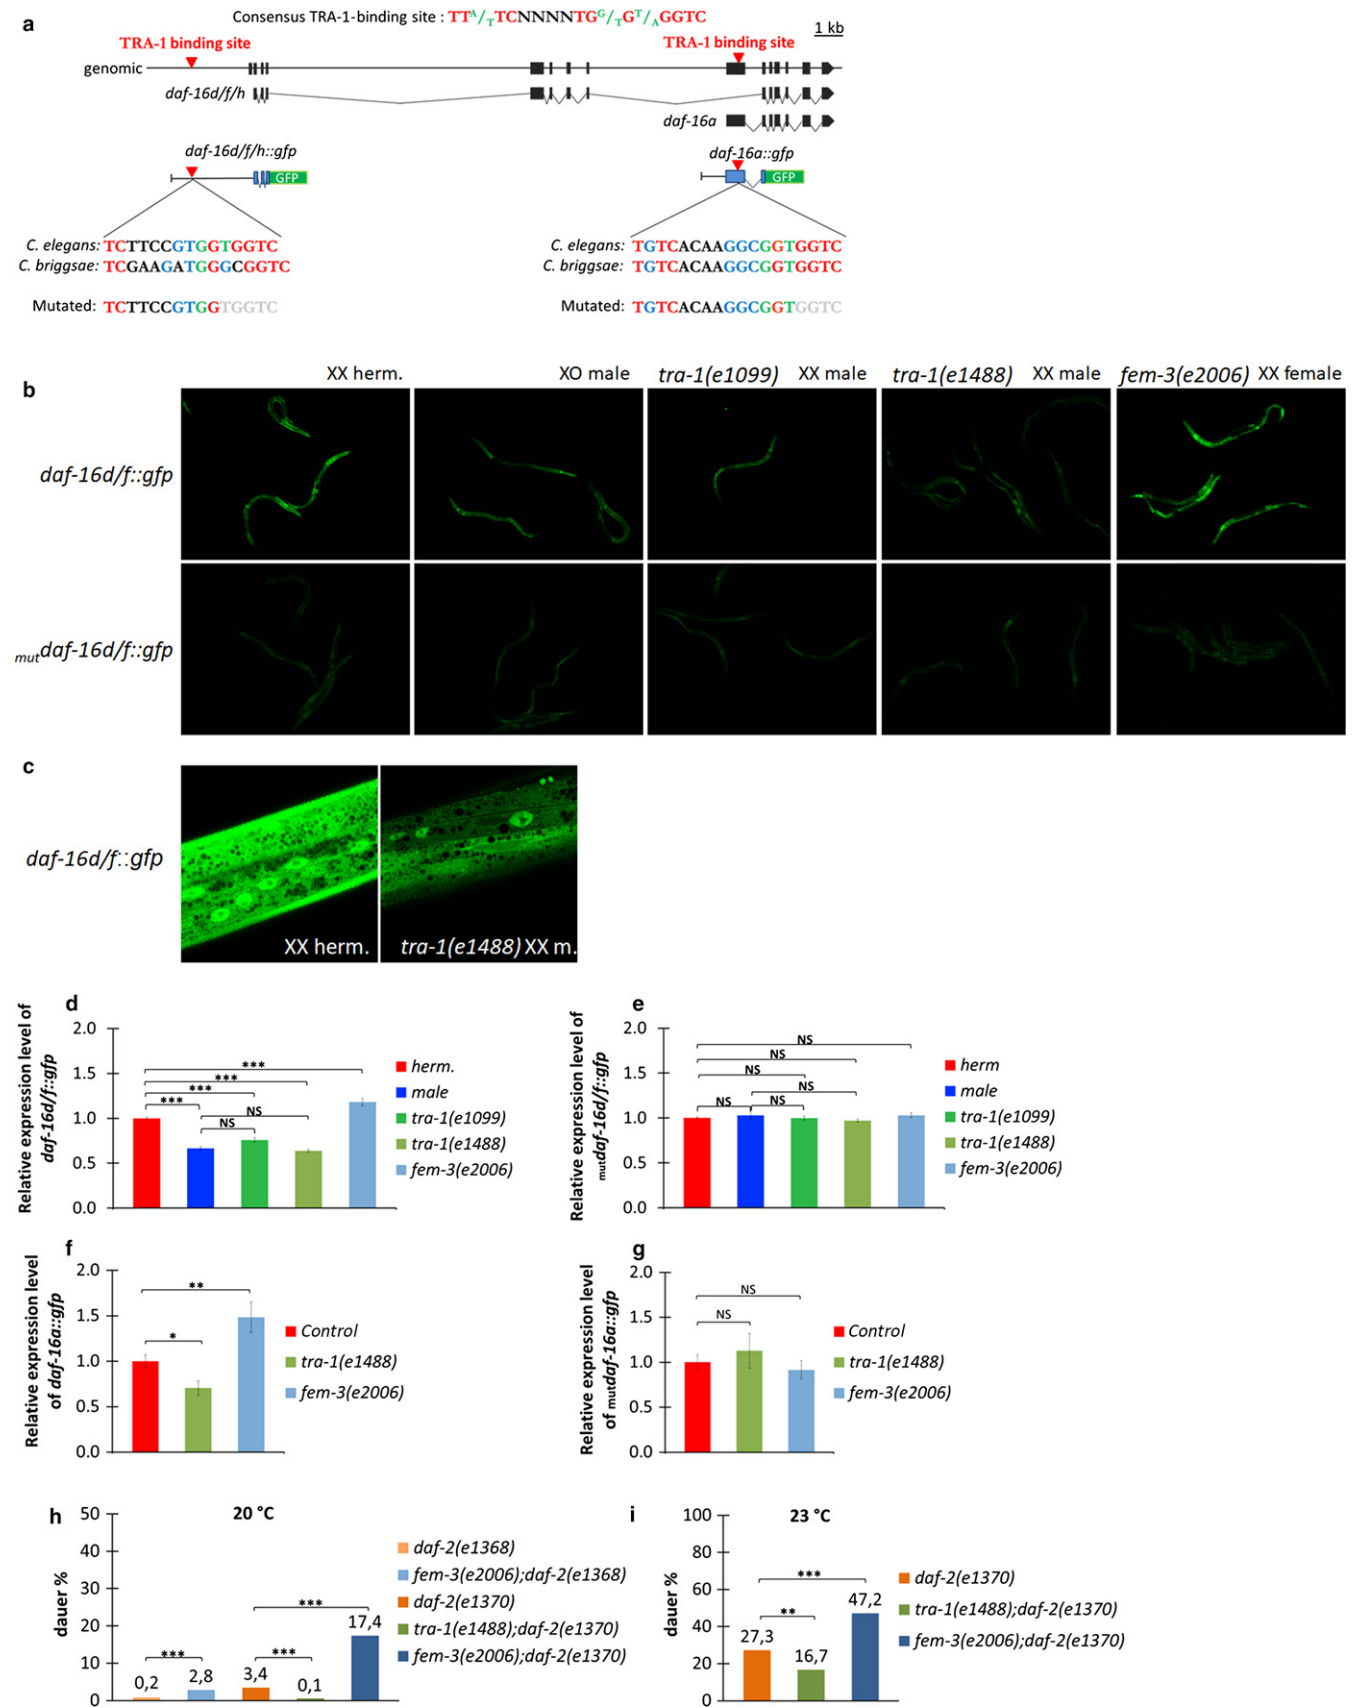 a
Consensus TRA-1-binding site : TTA/TTCNNNNTGG/TGT/AGGTC
1 kb
TRA-1 binding site
TRA-1 binding site
genomic
daf-16d/f/h
daf-16a
daf-16d/f/h::gfp
daf-16a::gfp
GFP
GFP
C. elegans: TCTTCCGTGGTGGTC
C. elegans: TGTCACAAGGCGGTGGTC
C. briggsae: TCGAAGATGGGCGGTC
C. briggsae: TGTCACAAGGCGGTGGTC
Mutated: TCTTCCGTGGTGGTC
Mutated: TGTCACAAGGCGGTGGTC
b
XX herm.
XO male
tra-1(e1099) XX male
tra-1(e1488) XX male
fem-3(e2006) XX female
daf-16d/f::gfp
mutdaf-16d/f::gfp
c
daf-16d/f::gfp
XX herm.
tra-1(e1488) XX m.
d
Relative expression level of
daf-16d/f::gfp
2.0
1.5
1.0
0.5
0.0
***
***
***
***
NS
NS
herm.
male
tra-1(e1099)
tra-1(e1488)
fem-3(e2006)
e
Relative expression level of
mutdaf-16d/f::gfp
2.0
1.5
1.0
0.5
0.0
NS
NS
NS
NS
NS
NS
herm
male
tra-1(e1099)
tra-1(e1488)
fem-3(e2006)
f
Relative expression level
of daf-16a::gfp
2.0
1.5
1.0
0.5
0.0
**
*
Control
tra-1(e1488)
fem-3(e2006)
g
Relative expression level
of mutdaf-16a::gfp
2.0
1.5
1.0
0.5
0.0
NS
NS
Control
tra-1(e1488)
fem-3(e2006)
h
20 °C
dauer %
50
40
30
20
10
0
***
***
***
0,2
2,8
3,4
0,1
17,4
daf-2(e1368)
fem-3(e2006);daf-2(e1368)
daf-2(e1370)
tra-1(e1488);daf-2(e1370)
fem-3(e2006);daf-2(e1370)
i
23 °C
dauer %
100
80
60
40
20
0
***
**
27,3
16,7
47,2
daf-2(e1370)
tra-1(e1488);daf-2(e1370)
fem-3(e2006);daf-2(e1370)